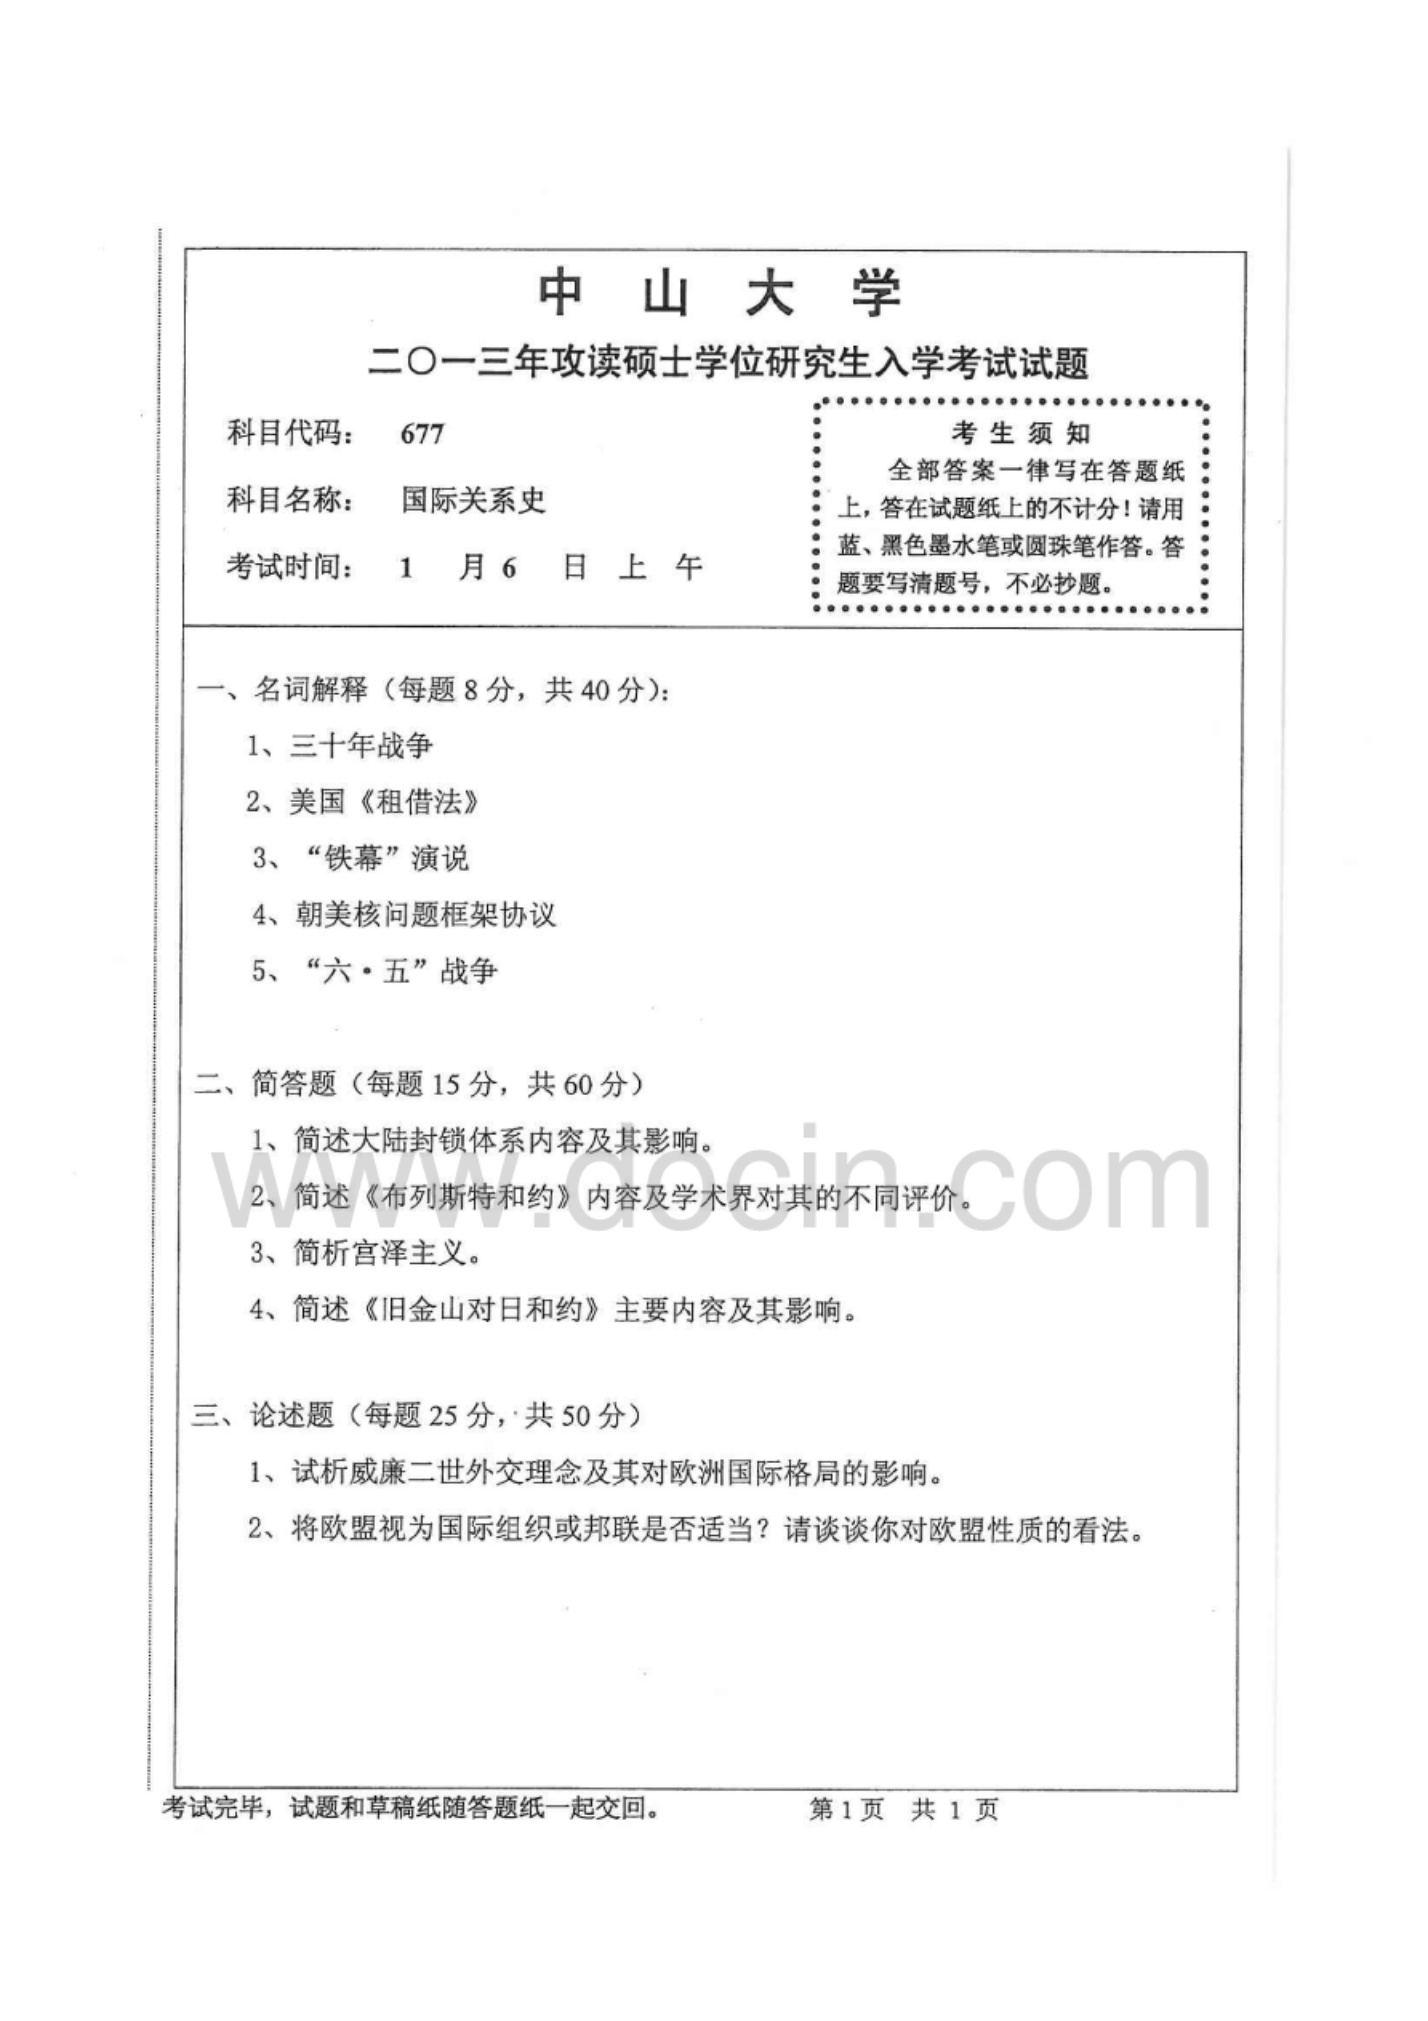 中 山 大 学
二〇一三年攻读硕士学位研究生入学考试试题
科目代码： 677
科目名称： 国际关系史
考试时间： 1 月 6 日 上 午
考 生 须 知
全部答案一律写在答题纸
上，答在试题纸上的不计分！请用
蓝、黑色墨水笔或圆珠笔作答。答
题要写清题号，不必抄题。
一、名词解释（每题 8 分，共 40 分）：
1、三十年战争
2、美国《租借法》
3、“铁幕”演说
4、朝美核问题框架协议
5、“六·五”战争
二、简答题（每题 15 分，共 60 分）
1、简述大陆封锁体系内容及其影响。
www.docin.com
2、简述《布列斯特和约》内容及学术界对其的不同评价。
3、简析宫泽主义。
4、简述《旧金山对日和约》主要内容及其影响。
三、论述题（每题 25 分，共 50 分）
1、试析威廉二世外交理念及其对欧洲国际格局的影响。
2、将欧盟视为国际组织或邦联是否适当？请谈谈你对欧盟性质的看法。
考试完毕，试题和草稿纸随答题纸一起交回。 第 1 页 共 1 页